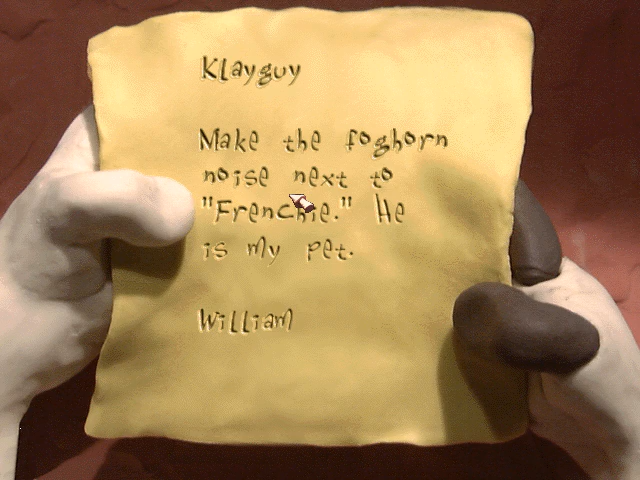 Klayguy
Make the foghorn
noise next to
"Frenchie." He
is my pet.
William